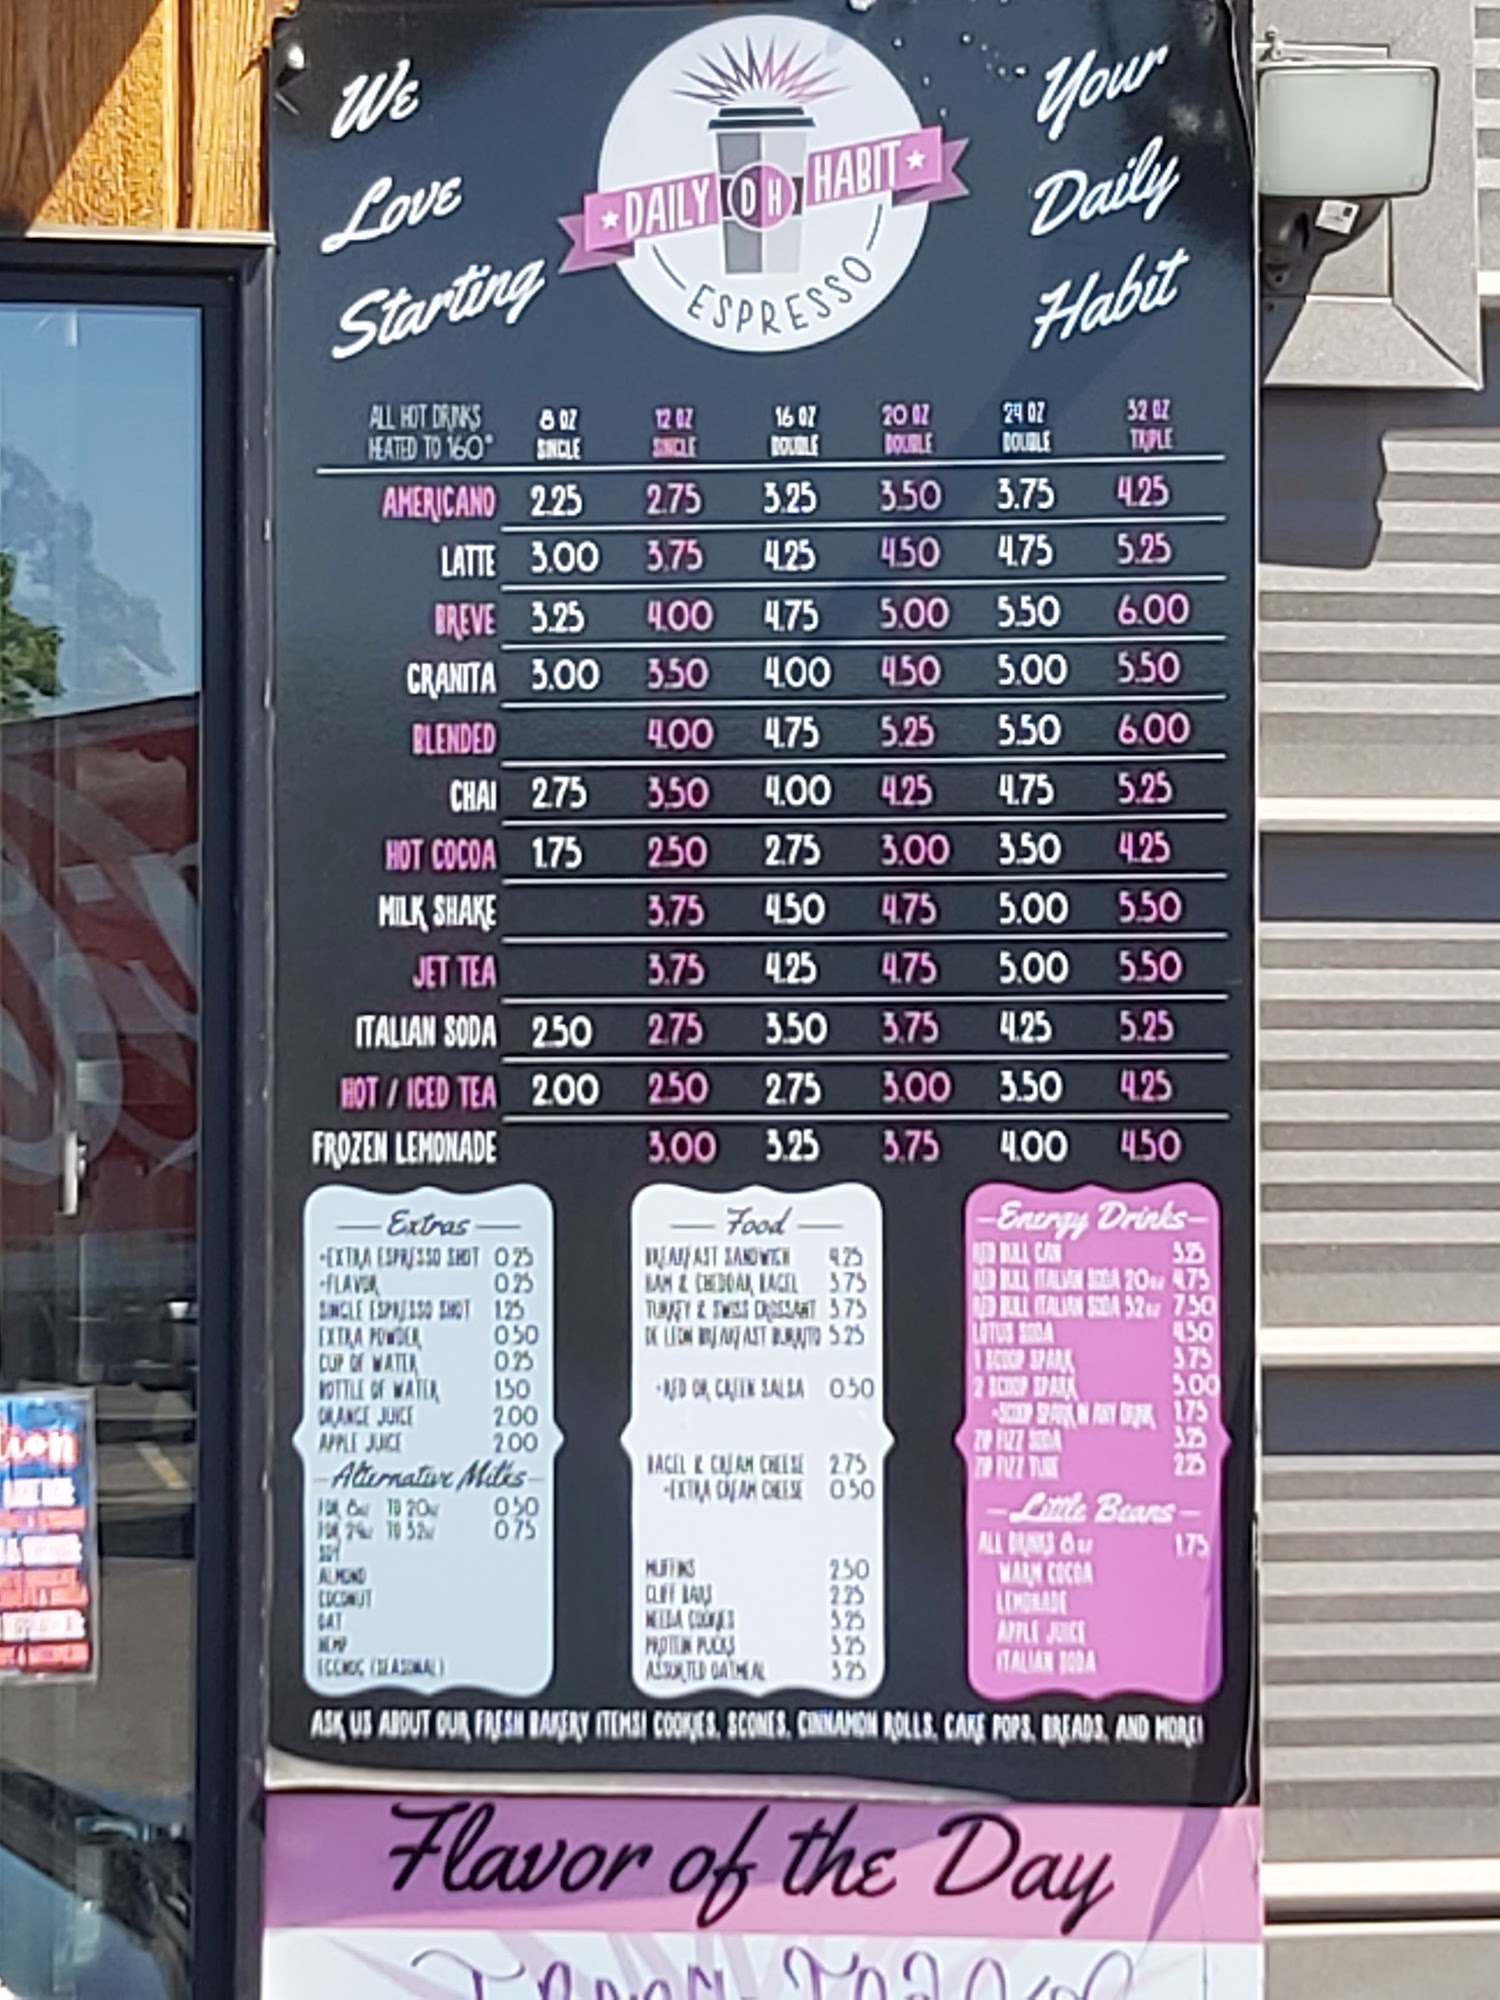 We
Love
Starting
Your
Daily
Habit
DAILY DH HABIT
ESPRESSO
ALL HOT DRINKS HEATED TO 160°
8 OZ SINGLE 12 OZ SINGLE 16 OZ DOUBLE 20 OZ DOUBLE 24 OZ DOUBLE 32 OZ TRIPLE
AMERICANO 2.25 2.75 3.25 3.50 3.75 4.25
LATTE 3.00 3.75 4.25 4.50 4.75 5.25
BREVE 3.25 4.00 4.75 5.00 5.50 6.00
GRANITA 3.00 3.50 4.00 4.50 5.00 5.50
BLENDED 4.00 4.75 5.25 5.50 6.00
CHAI 2.75 3.50 4.00 4.25 4.75 5.25
HOT COCOA 1.75 2.50 2.75 3.00 3.50 4.25
MILK SHAKE 3.75 4.50 4.75 5.00 5.50
JET TEA 3.75 4.25 4.75 5.00 5.50
ITALIAN SODA 2.50 2.75 3.50 3.75 4.25 5.25
HOT / ICED TEA 2.00 2.50 2.75 3.00 3.50 4.25
FROZEN LEMONADE 3.00 3.25 3.75 4.00 4.50
Extras
+EXTRA ESPRESSO SHOT 0.25
+FLAVOR 0.25
SINGLE ESPRESSO SHOT 1.25
EXTRA POWDER 0.50
CUP OF WATER 0.25
BOTTLE OF WATER 1.50
ORANGE JUICE 2.00
APPLE JUICE 2.00
Alternative Milks
FOR 8oz TO 20oz 0.50
FOR 24oz TO 32oz 0.75
SOY
ALMOND
COCONUT
OAT
HEMP
EGGNOG (SEASONAL)
Food
BREAKFAST SANDWICH 4.25
HAM & CHEDDAR BAGEL 3.75
TURKEY & SWISS CROISSANT 3.75
DE LEON BREAKFAST BURRITO 5.25
+RED OR GREEN SALSA 0.50
BAGEL & CREAM CHEESE 2.75
+EXTRA CREAM CHEESE 0.50
MUFFINS 2.50
CLIFF BARS 2.25
COOKIES 3.25
PROTEIN PUCKS 3.25
ASSORTED OATMEAL 3.25
Energy Drinks
RED BULL CAN 3.25
RED BULL ITALIAN SODA 20oz 4.75
RED BULL ITALIAN SODA 32oz 7.50
LOTUS SODA 4.50
1 SCOOP SPARK 3.75
2 SCOOP SPARK 5.00
+SCOOP SPARK IN ANY DRINK 1.75
ZIP FIZZ SODA 3.25
ZIP FIZZ TUBE 2.25
Little Beans
ALL DRINKS 8 oz 1.75
WARM COCOA
LEMONADE
APPLE JUICE
ITALIAN SODA
ASK US ABOUT OUR FRESH BAKERY ITEMS! COOKIES, SCONES, CINNAMON ROLLS, CAKE POPS, BREADS, AND MORE!
Flavor of the Day